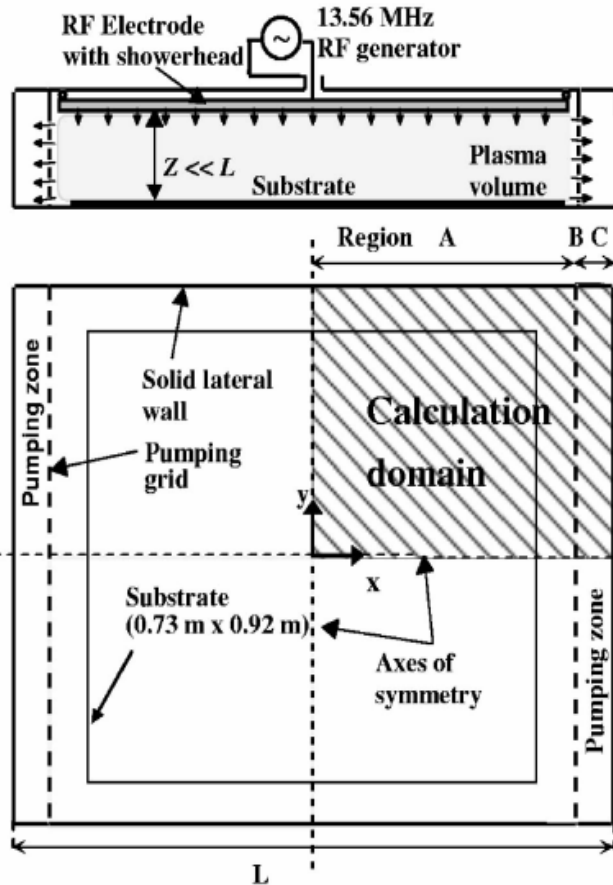 RF Electrode
with showerhead
13.56 MHz
RF generator
~
Z << L
Substrate
Plasma
volume
Region A B C
Pumping zone
Solid lateral
wall
Pumping
grid
Calculation
domain
y
x
Substrate
(0.73 m x 0.92 m)
Axes of
symmetry
Pumping zone
L